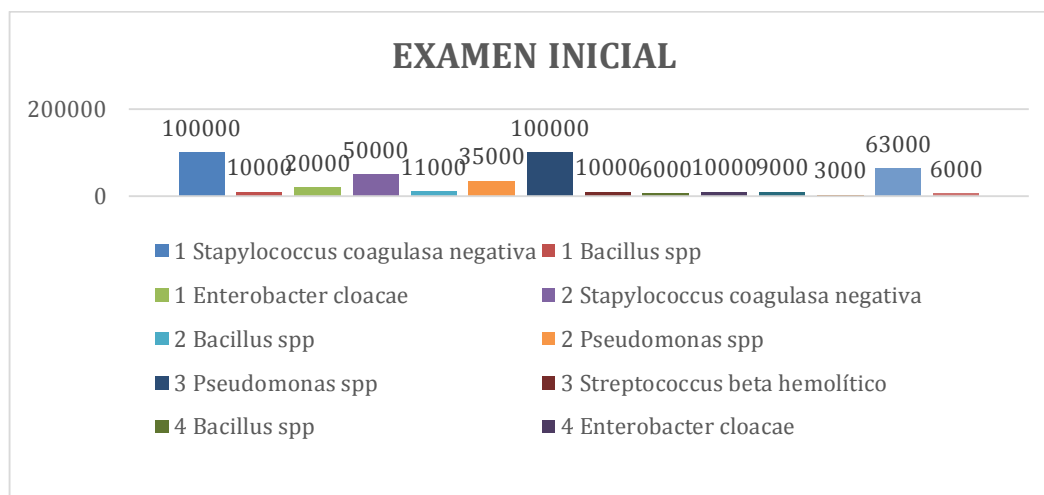 EXAMEN INICIAL
200000
0
100000
10000
20000
50000
11000
35000
100000
10000
6000
10000
9000
3000
63000
6000
1 Stapylococcus coagulasa negativa
1 Bacillus spp
1 Enterobacter cloacae
2 Stapylococcus coagulasa negativa
2 Bacillus spp
2 Pseudomonas spp
3 Pseudomonas spp
3 Streptococcus beta hemolítico
4 Bacillus spp
4 Enterobacter cloacae